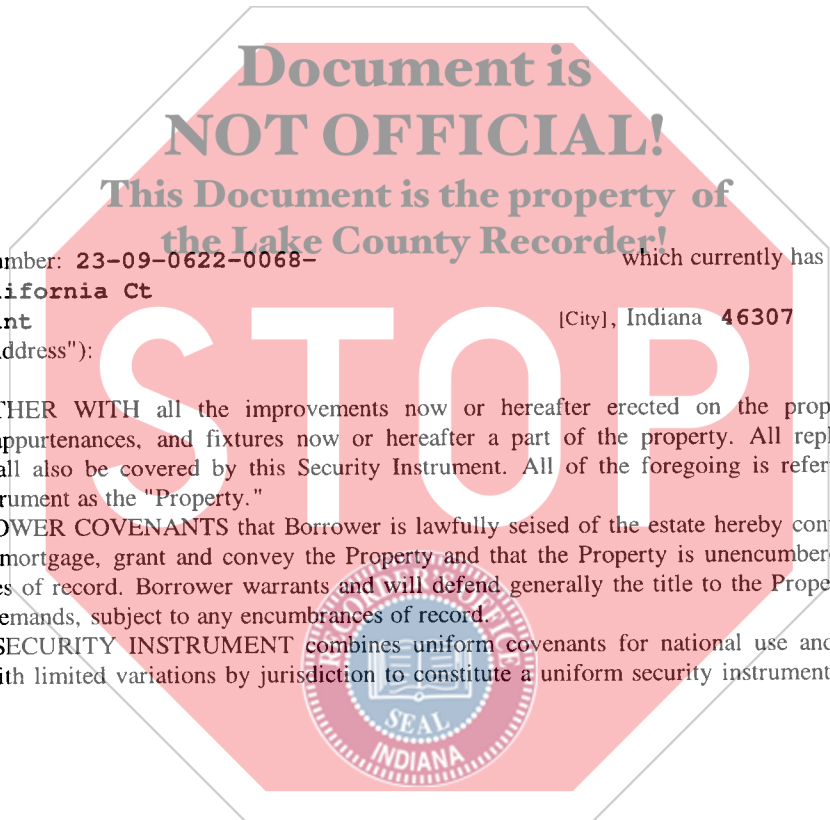 Document is
NOT OFFICIAL!
This Document is the property of
the Lake County Recorder!
mber: 23-09-0622-0068- which currently has
ifornia Ct
nt [City], Indiana 46307
ddress"):
STOP
THER WITH all the improvements now or hereafter erected on the prop
ppurtenances, and fixtures now or hereafter a part of the property. All repl
all also be covered by this Security Instrument. All of the foregoing is refer
rument as the "Property."
OWER COVENANTS that Borrower is lawfully seised of the estate hereby con
mortgage, grant and convey the Property and that the Property is unencumber
es of record. Borrower warrants and will defend generally the title to the Prope
emands, subject to any encumbrances of record.
SECURITY INSTRUMENT combines uniform covenants for national use and
ith limited variations by jurisdiction to constitute a uniform security instrument
RECORDER'S OFFICE
SEAL
INDIANA